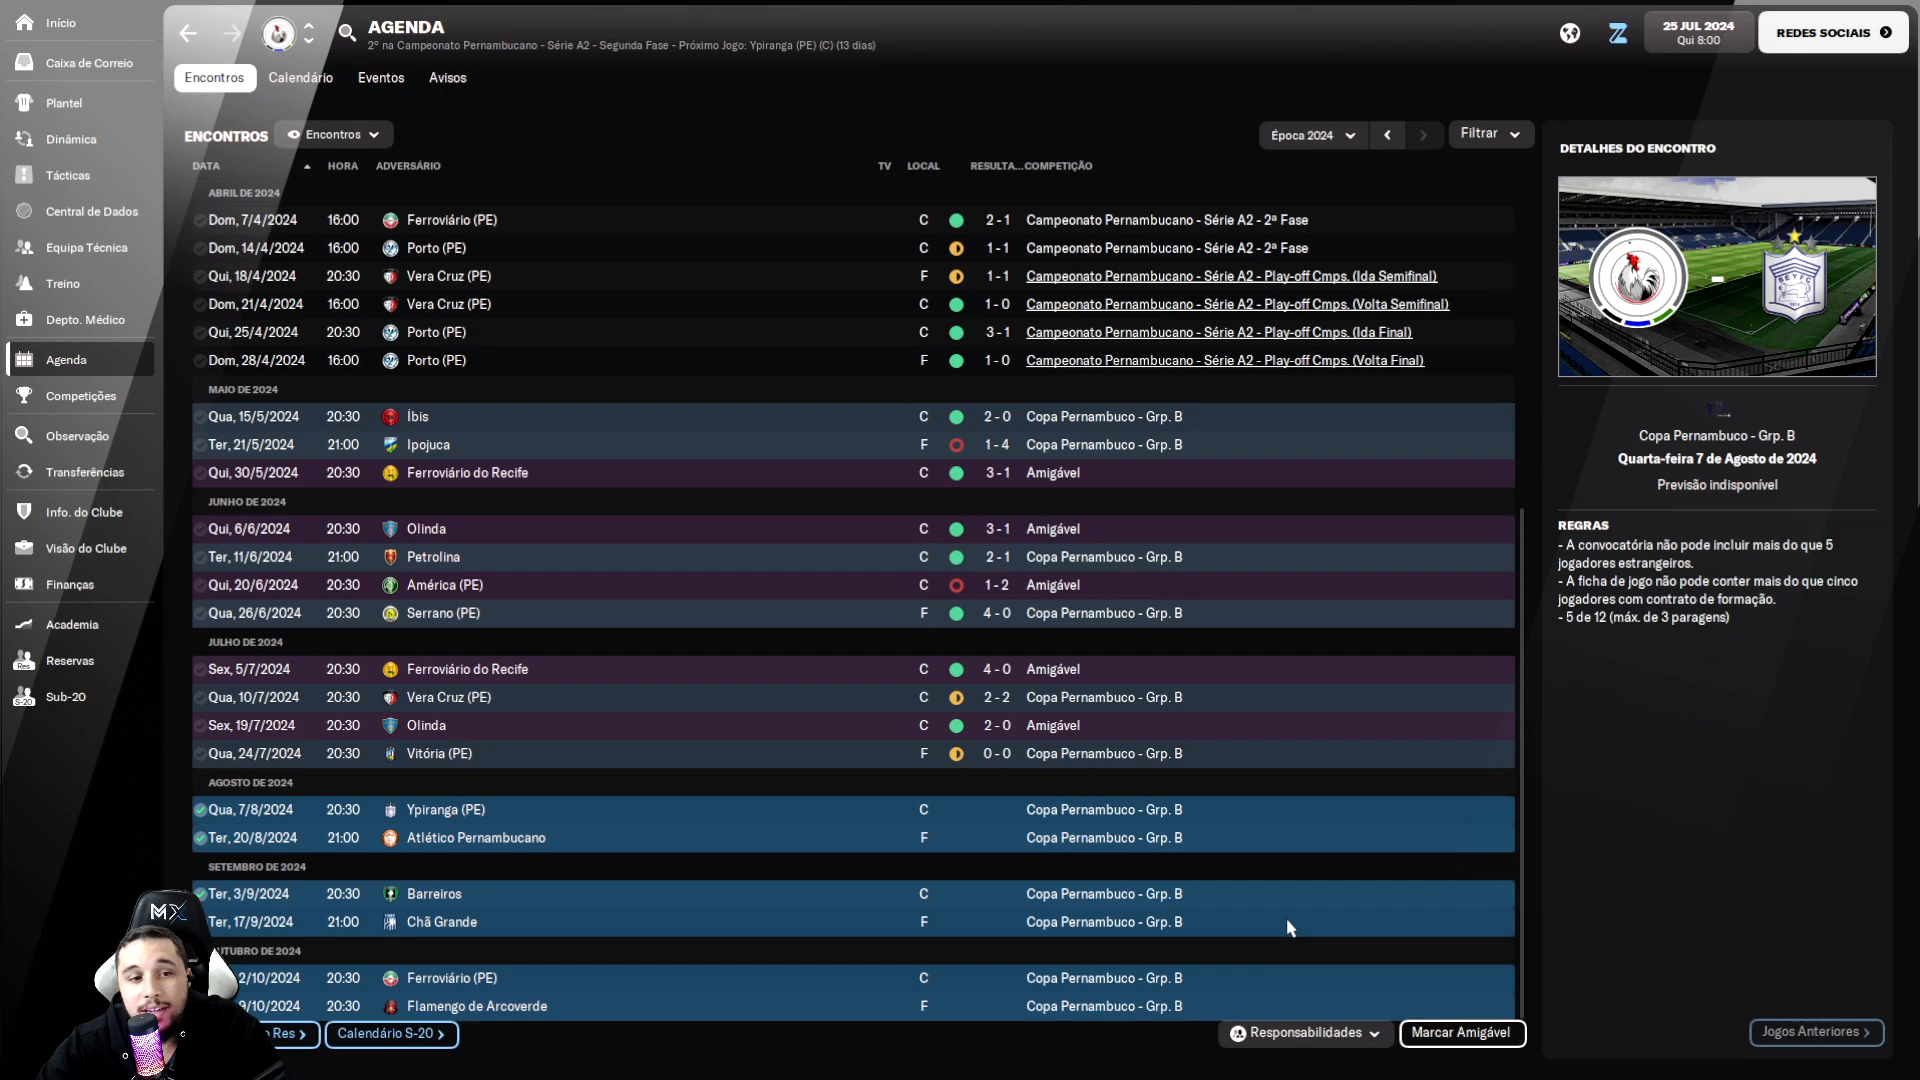 Início
Caixa de Correio
Plantel
Dinâmica
Tácticas
Central de Dados
Equipa Técnica
Treino
Depto. Médico
Agenda
Competições
Observação
Transferências
Info. do Clube
Visão do Clube
Finanças
Academia
Res Reservas
S-20 Sub-20
AGENDA
2º na Campeonato Pernambucano - Série A2 - Segunda Fase - Próximo Jogo: Ypiranga (PE) (C) (13 dias)
25 JUL 2024
Qui 8:00
REDES SOCIAIS
Encontros Calendário Eventos Avisos
ENCONTROS Encontros Época 2024 Filtrar
DATA HORA ADVERSÁRIO TV LOCAL RESULTA... COMPETIÇÃO
ABRIL DE 2024
Dom, 7/4/2024 16:00 Ferroviário (PE) C 2 - 1 Campeonato Pernambucano - Série A2 - 2ª Fase
Dom, 14/4/2024 16:00 Porto (PE) C 1 - 1 Campeonato Pernambucano - Série A2 - 2ª Fase
Qui, 18/4/2024 20:30 Vera Cruz (PE) F 1 - 1 Campeonato Pernambucano - Série A2 - Play-off Cmps. (Ida Semifinal)
Dom, 21/4/2024 16:00 Vera Cruz (PE) C 1 - 0 Campeonato Pernambucano - Série A2 - Play-off Cmps. (Volta Semifinal)
Qui, 25/4/2024 20:30 Porto (PE) C 3 - 1 Campeonato Pernambucano - Série A2 - Play-off Cmps. (Ida Final)
Dom, 28/4/2024 16:00 Porto (PE) F 1 - 0 Campeonato Pernambucano - Série A2 - Play-off Cmps. (Volta Final)
MAIO DE 2024
Qua, 15/5/2024 20:30 Íbis C 2 - 0 Copa Pernambuco - Grp. B
Ter, 21/5/2024 21:00 Ipojuca F 1 - 4 Copa Pernambuco - Grp. B
Qui, 30/5/2024 20:30 Ferroviário do Recife C 3 - 1 Amigável
JUNHO DE 2024
Qui, 6/6/2024 20:30 Olinda C 3 - 1 Amigável
Ter, 11/6/2024 21:00 Petrolina C 2 - 1 Copa Pernambuco - Grp. B
Qui, 20/6/2024 20:30 América (PE) C 1 - 2 Amigável
Qua, 26/6/2024 20:30 Serrano (PE) F 4 - 0 Copa Pernambuco - Grp. B
JULHO DE 2024
Sex, 5/7/2024 20:30 Ferroviário do Recife C 4 - 0 Amigável
Qua, 10/7/2024 20:30 Vera Cruz (PE) C 2 - 2 Copa Pernambuco - Grp. B
Sex, 19/7/2024 20:30 Olinda C 2 - 0 Amigável
Qua, 24/7/2024 20:30 Vitória (PE) F 0 - 0 Copa Pernambuco - Grp. B
AGOSTO DE 2024
Qua, 7/8/2024 20:30 Ypiranga (PE) C Copa Pernambuco - Grp. B
Ter, 20/8/2024 21:00 Atlético Pernambucano F Copa Pernambuco - Grp. B
SETEMBRO DE 2024
Ter, 3/9/2024 20:30 Barreiros C Copa Pernambuco - Grp. B
Ter, 17/9/2024 21:00 Chã Grande F Copa Pernambuco - Grp. B
UTUBRO DE 2024
2/10/2024 20:30 Ferroviário (PE) C Copa Pernambuco - Grp. B
9/10/2024 20:30 Flamengo de Arcoverde F Copa Pernambuco - Grp. B
o Res Calendário S-20 Responsabilidades Marcar Amigável
DETALHES DO ENCONTRO
Copa Pernambuco - Grp. B
Quarta-feira 7 de Agosto de 2024
Previsão indisponível
REGRAS
- A convocatória não pode incluir mais do que 5
jogadores estrangeiros.
- A ficha de jogo não pode conter mais do que cinco
jogadores com contrato de formação.
- 5 de 12 (máx. de 3 paragens)
Jogos Anteriores
MX